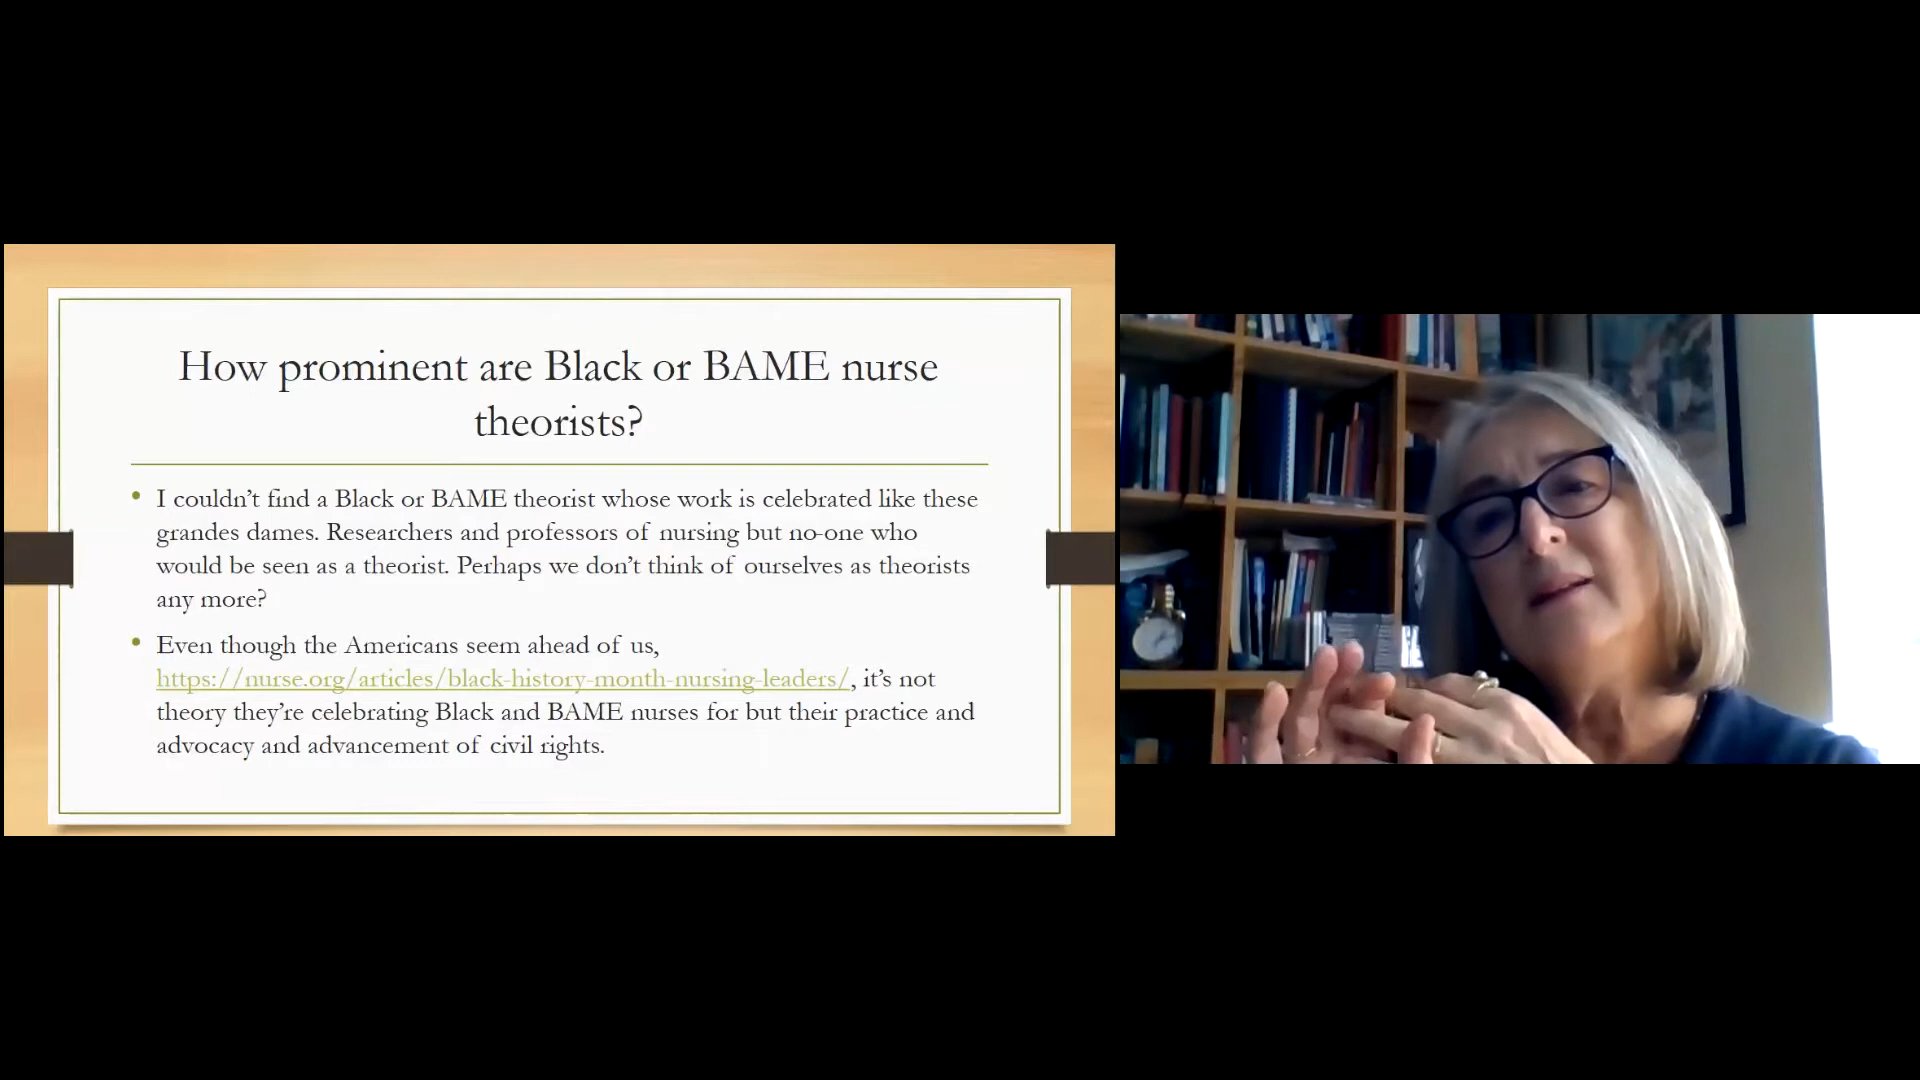 How prominent are Black or BAME nurse
theorists?
• I couldn't find a Black or BAME theorist whose work is celebrated like these
grandes dames. Researchers and professors of nursing but no-one who
would be seen as a theorist. Perhaps we don't think of ourselves as theorists
any more?
• Even though the Americans seem ahead of us,
https://nurse.org/articles/black-history-month-nursing-leaders/, it's not
theory they're celebrating Black and BAME nurses for but their practice and
advocacy and advancement of civil rights.